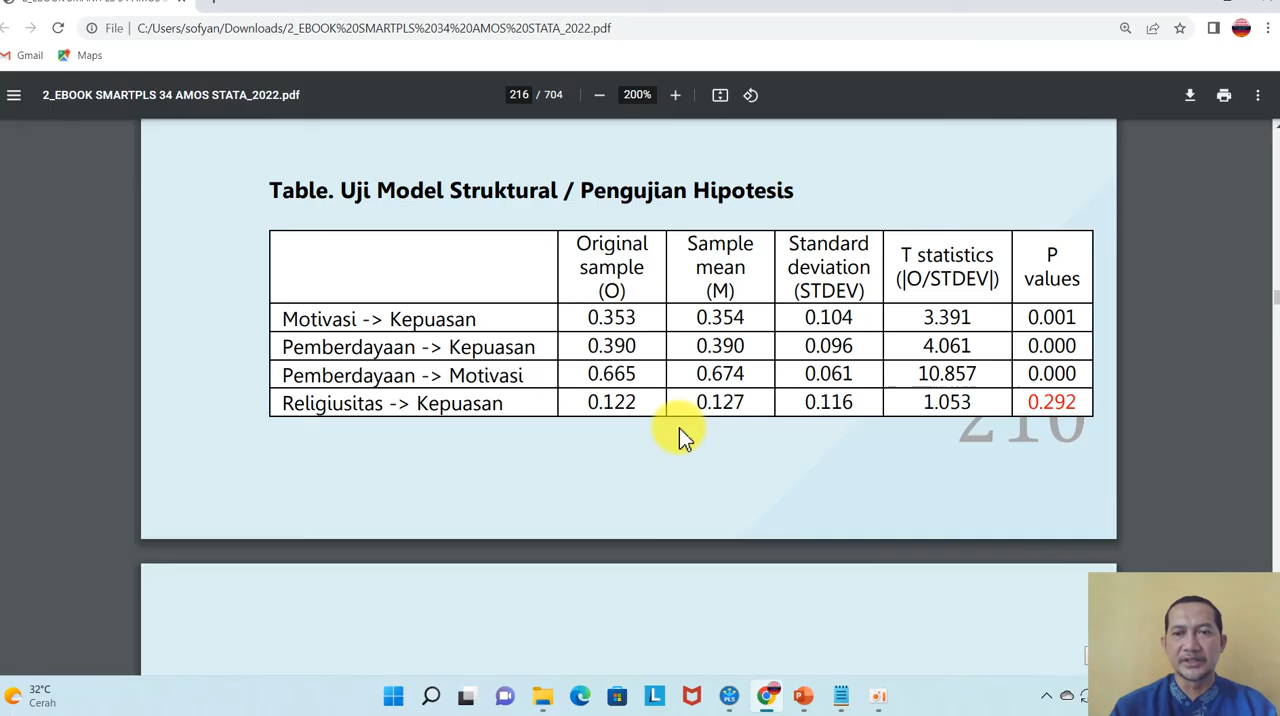 File C:/Users/sofyan/Downloads/2_EBOOK%20SMARTPLS%2034%20AMOS%20STATA_2022.pdf
Gmail Maps
2_EBOOK SMARTPLS 34 AMOS STATA_2022.pdf 216 / 704 200%
Table. Uji Model Struktural / Pengujian Hipotesis
Original sample (O) Sample mean (M) Standard deviation (STDEV) T statistics (|O/STDEV|) P values
Motivasi -> Kepuasan 0.353 0.354 0.104 3.391 0.001
Pemberdayaan -> Kepuasan 0.390 0.390 0.096 4.061 0.000
Pemberdayaan -> Motivasi 0.665 0.674 0.061 10.857 0.000
Religiusitas -> Kepuasan 0.122 0.127 0.116 1.053 0.292
216
32°C
Cerah